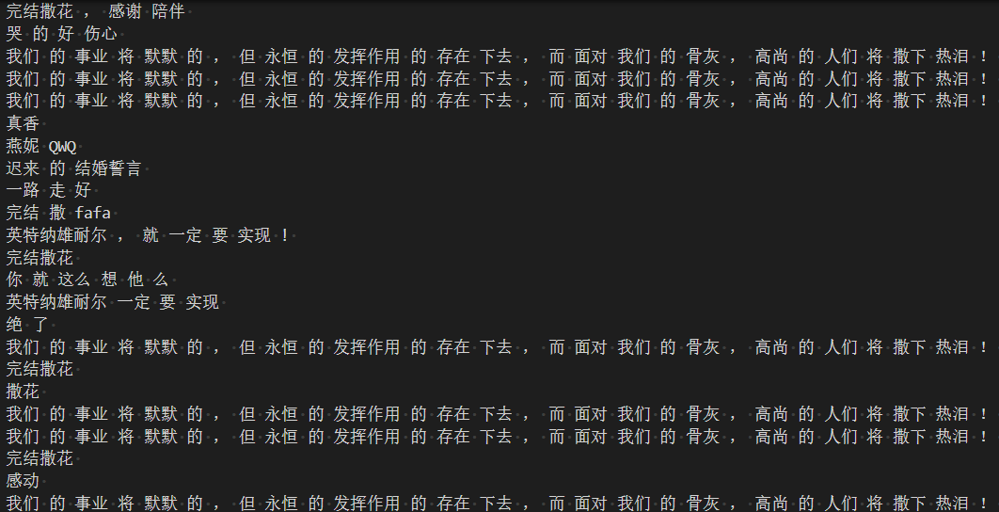 完结撒花 ， 感谢 陪伴
哭 的 好 伤心
我们 的 事业 将 默默 的 ， 但 永恒 的 发挥作用 的 存在 下去 ， 而 面对 我们 的 骨灰 ， 高尚 的 人们 将 撒下 热泪 ！
我们 的 事业 将 默默 的 ， 但 永恒 的 发挥作用 的 存在 下去 ， 而 面对 我们 的 骨灰 ， 高尚 的 人们 将 撒下 热泪 ！
我们 的 事业 将 默默 的 ， 但 永恒 的 发挥作用 的 存在 下去 ， 而 面对 我们 的 骨灰 ， 高尚 的 人们 将 撒下 热泪 ！
真香
燕妮 QWQ
迟来 的 结婚誓言
一路 走 好
完结 撒 fafa
英特纳雄耐尔 ， 就 一定 要 实现 ！
完结撒花
你 就 这么 想 他 么
英特纳雄耐尔 一定 要 实现
绝 了
我们 的 事业 将 默默 的 ， 但 永恒 的 发挥作用 的 存在 下去 ， 而 面对 我们 的 骨灰 ， 高尚 的 人们 将 撒下 热泪 ！
完结撒花
撒花
我们 的 事业 将 默默 的 ， 但 永恒 的 发挥作用 的 存在 下去 ， 而 面对 我们 的 骨灰 ， 高尚 的 人们 将 撒下 热泪 ！
我们 的 事业 将 默默 的 ， 但 永恒 的 发挥作用 的 存在 下去 ， 而 面对 我们 的 骨灰 ， 高尚 的 人们 将 撒下 热泪 ！
完结撒花
感动
我们 的 事业 将 默默 的 ， 但 永恒 的 发挥作用 的 存在 下去 ， 而 面对 我们 的 骨灰 ， 高尚 的 人们 将 撒下 热泪 ！